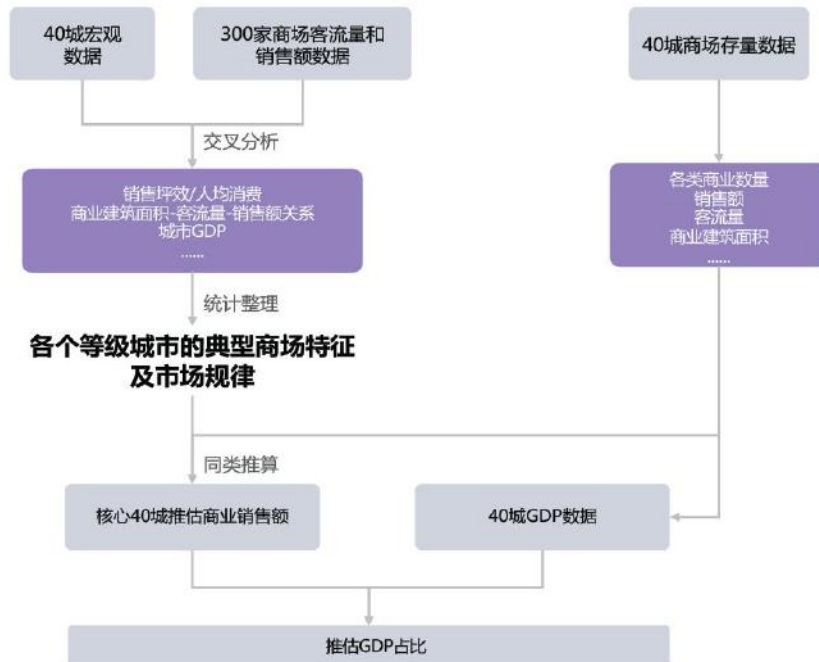 40城宏观
数据
300家商场客流量和
销售额数据
40城商场存量数据
交叉分析
销售坪效/人均消费
商业建筑面积-客流量-销售额关系
城市GDP
......
各类商业数量
销售额
客流量
商业建筑面积
......
统计整理
各个等级城市的典型商场特征
及市场规律
同类推算
核心40城推估商业销售额
40城GDP数据
推估GDP占比